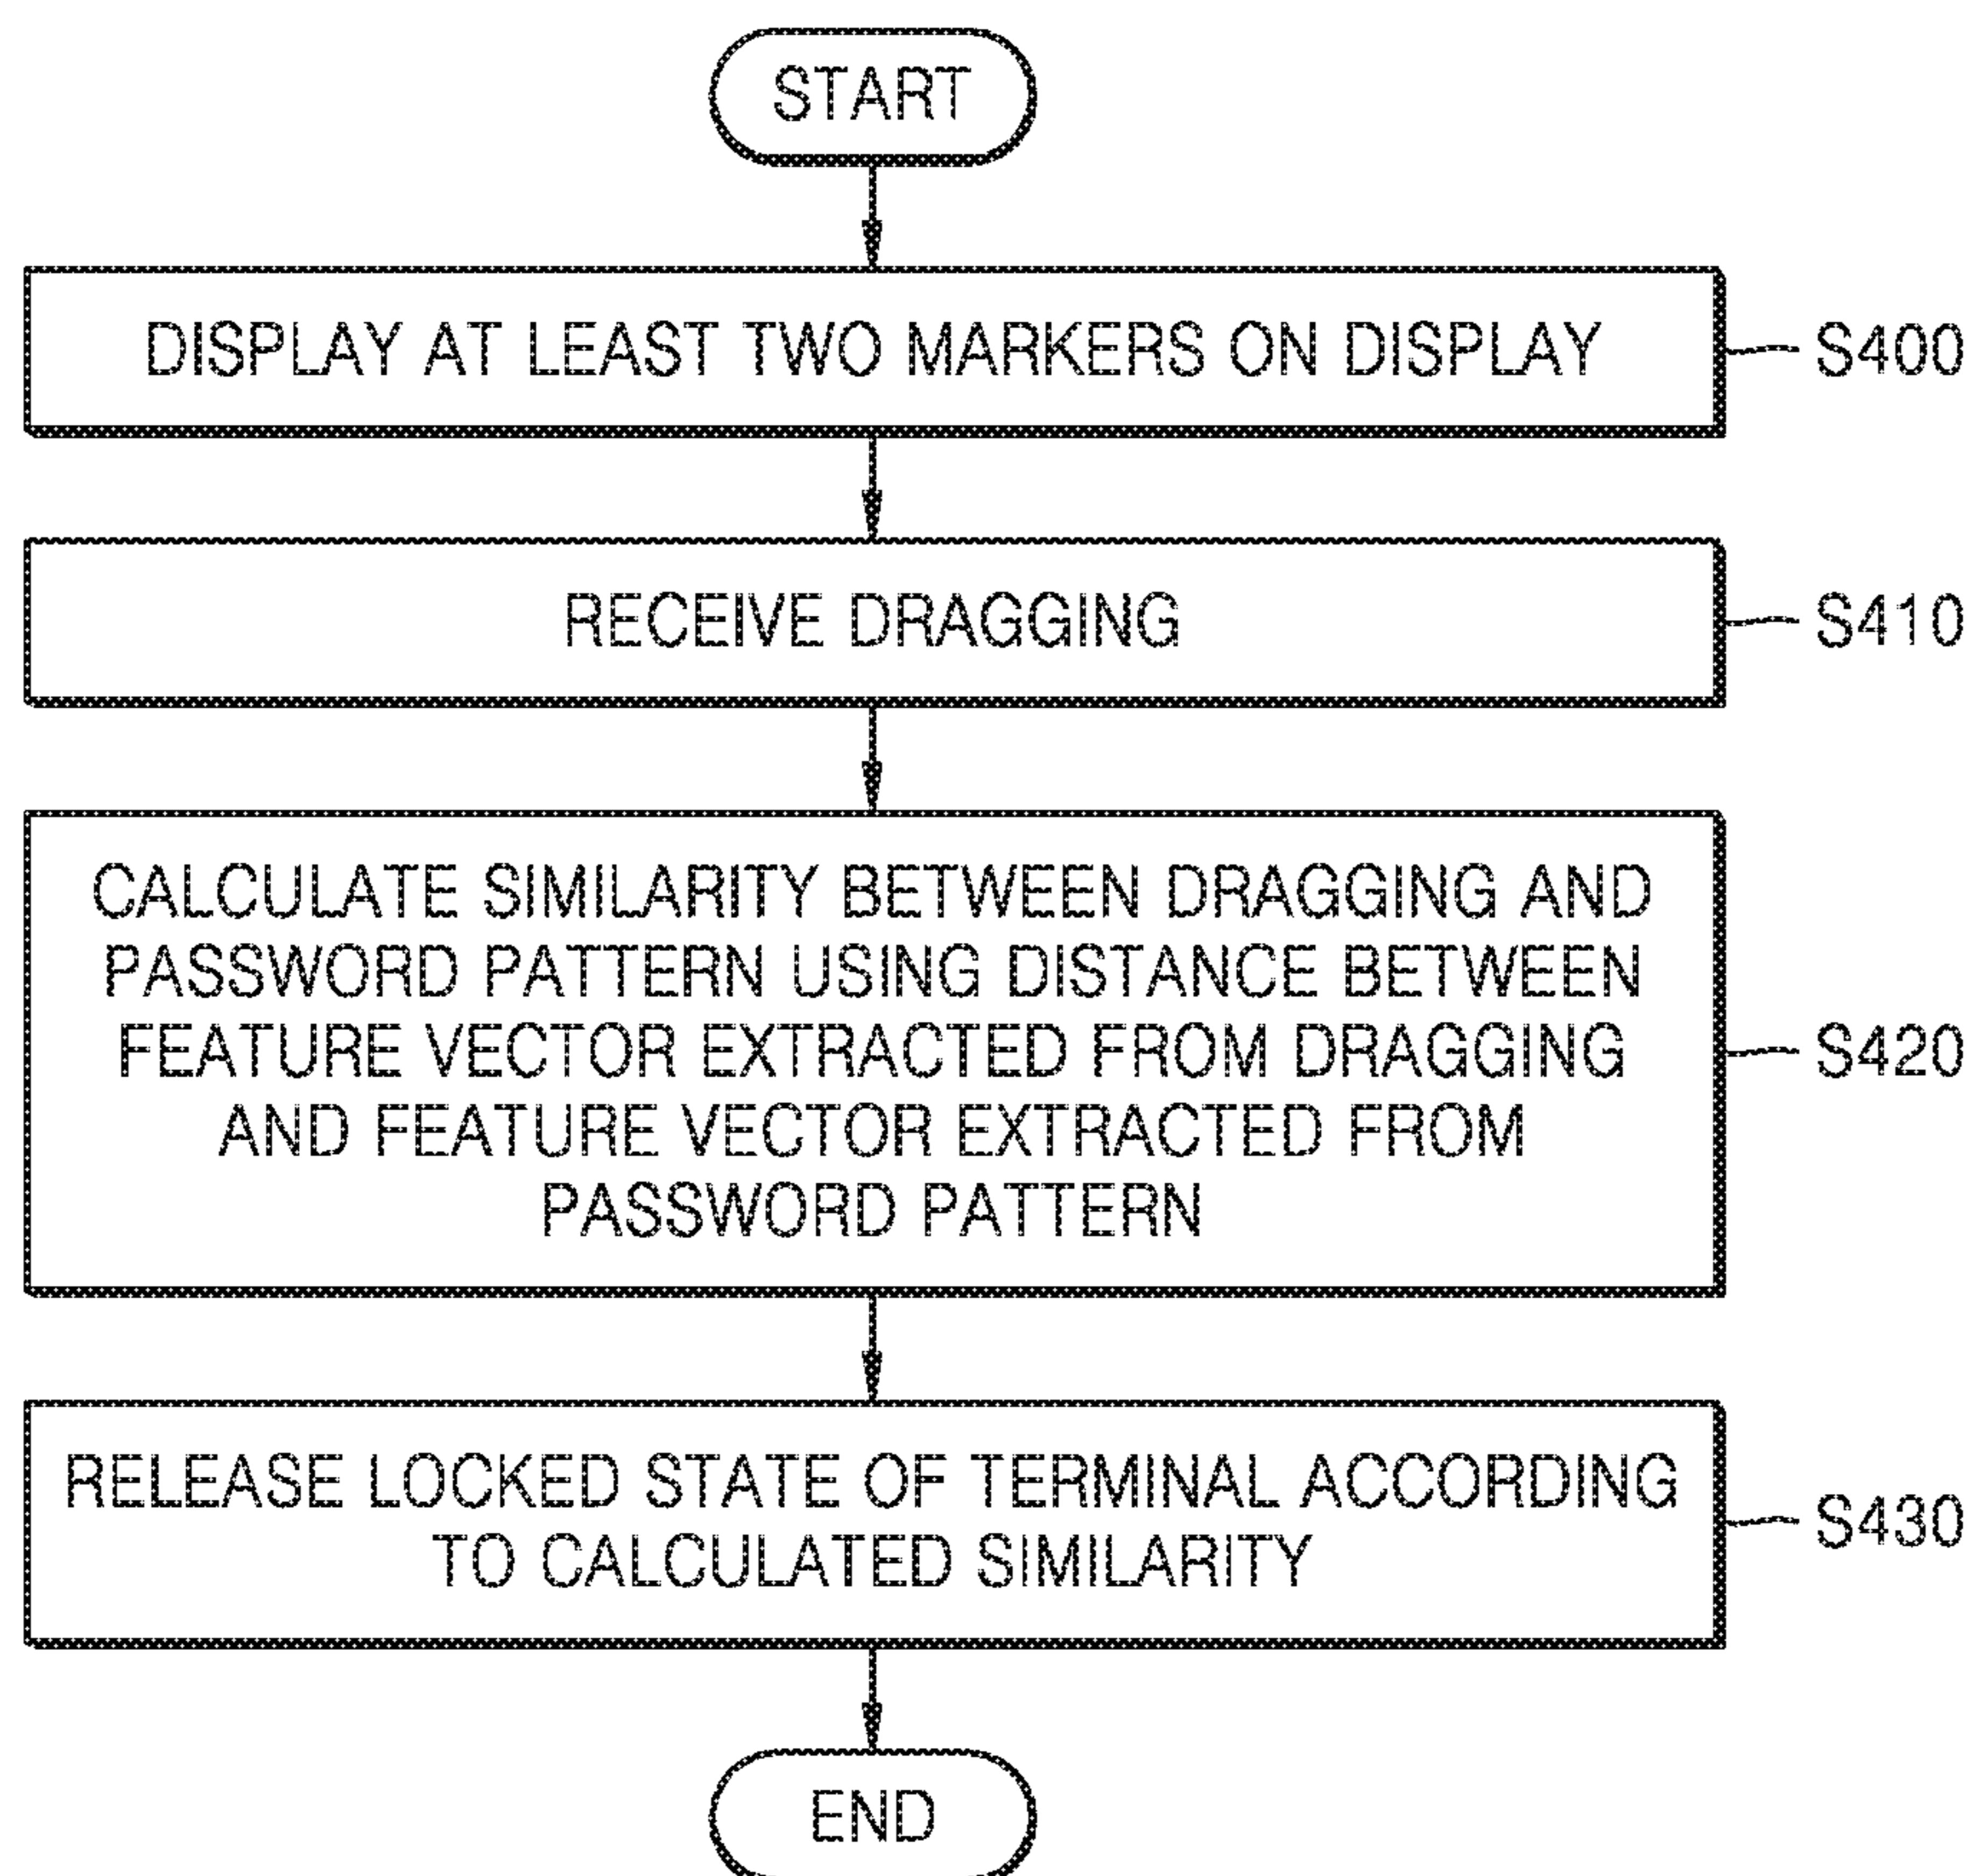 START
DISPLAY AT LEAST TWO MARKERS ON DISPLAY
S400
RECEIVE DRAGGING
S410
CALCULATE SIMILARITY BETWEEN DRAGGING AND
PASSWORD PATTERN USING DISTANCE BETWEEN
FEATURE VECTOR EXTRACTED FROM DRAGGING
AND FEATURE VECTOR EXTRACTED FROM
PASSWORD PATTERN
S420
RELEASE LOCKED STATE OF TERMINAL ACCORDING
TO CALCULATED SIMILARITY
S430
END